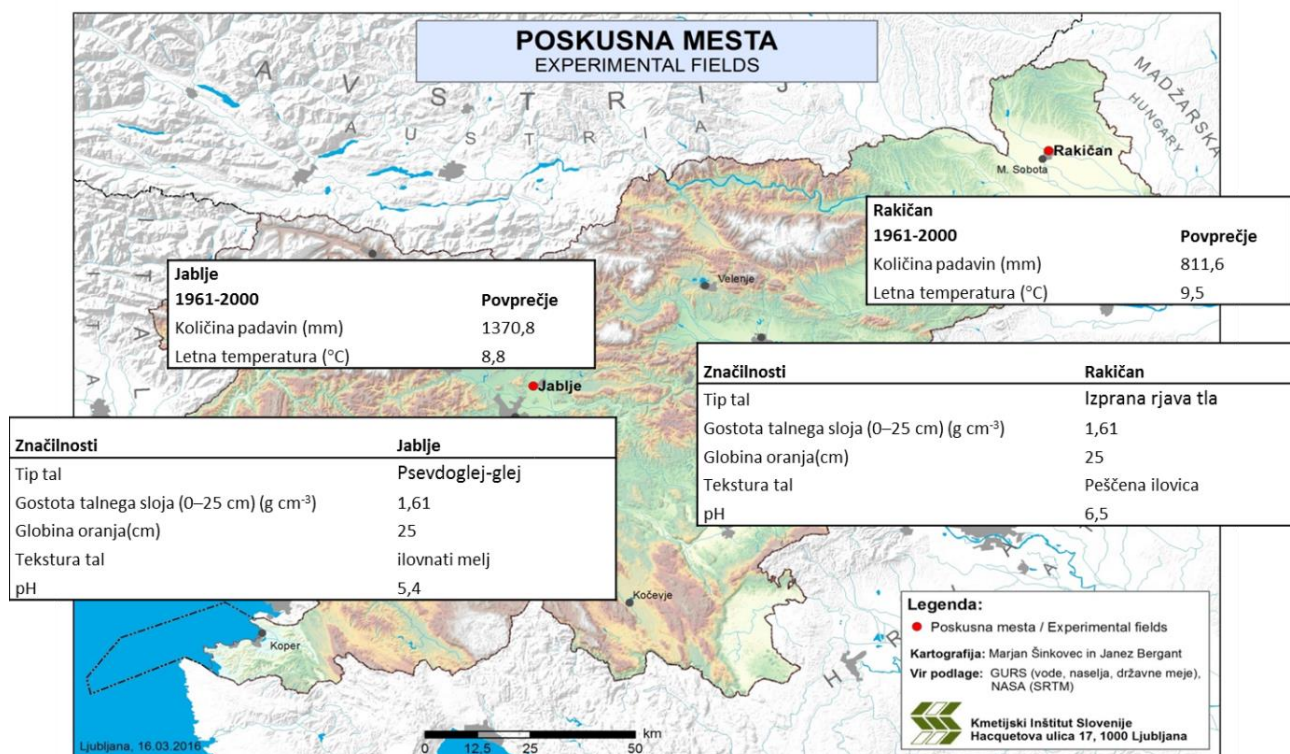 POSKUSNA MESTA
EXPERIMENTAL FIELDS
AVSTRIJ
AUSTRIA
MADŽARSKA
HUNGARY
Rakičan
M. Sobota
Rakičan
1961-2000 Povprečje
Količina padavin (mm) 811,6
Letna temperatura (°C) 9,5
Velenje
Jablje
1961-2000 Povprečje
Količina padavin (mm) 1370,8
Letna temperatura (°C) 8,8
Jablje
Značilnosti Rakičan
Tip tal Izprana rjava tla
Gostota talnega sloja (0–25 cm) (g cm⁻³) 1,61
Globina oranja(cm) 25
Tekstura tal Peščena ilovica
pH 6,5
Značilnosti Jablje
Tip tal Psevdoglej-glej
Gostota talnega sloja (0–25 cm) (g cm⁻³) 1,61
Globina oranja(cm) 25
Tekstura tal ilovnati melj
pH 5,4
Kočevje
Koper
Legenda:
Poskusna mesta / Experimental fields
Kartografija: Marjan Šinkovec in Janez Bergant
Vir podlage: GURS (vode, naselja, državne meje),
NASA (SRTM)
Kmetijski Inštitut Slovenije
Hacquetova ulica 17, 1000 Ljubljana
km
0 12,5 25 50
Ljubljana, 16.03.2016